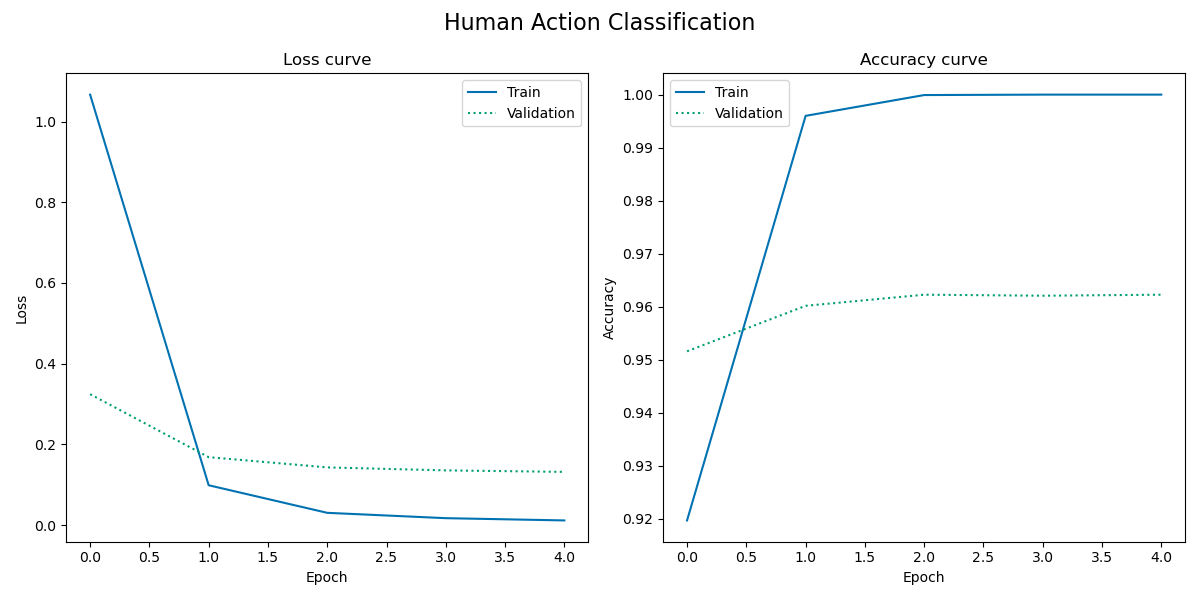 Human Action Classification
Loss curve
Train
Validation
1.0
0.8
0.6
0.4
0.2
0.0
Loss
0.0 0.5 1.0 1.5 2.0 2.5 3.0 3.5 4.0
Epoch
Accuracy curve
Train
Validation
1.00
0.99
0.98
0.97
0.96
0.95
0.94
0.93
0.92
Accuracy
0.0 0.5 1.0 1.5 2.0 2.5 3.0 3.5 4.0
Epoch